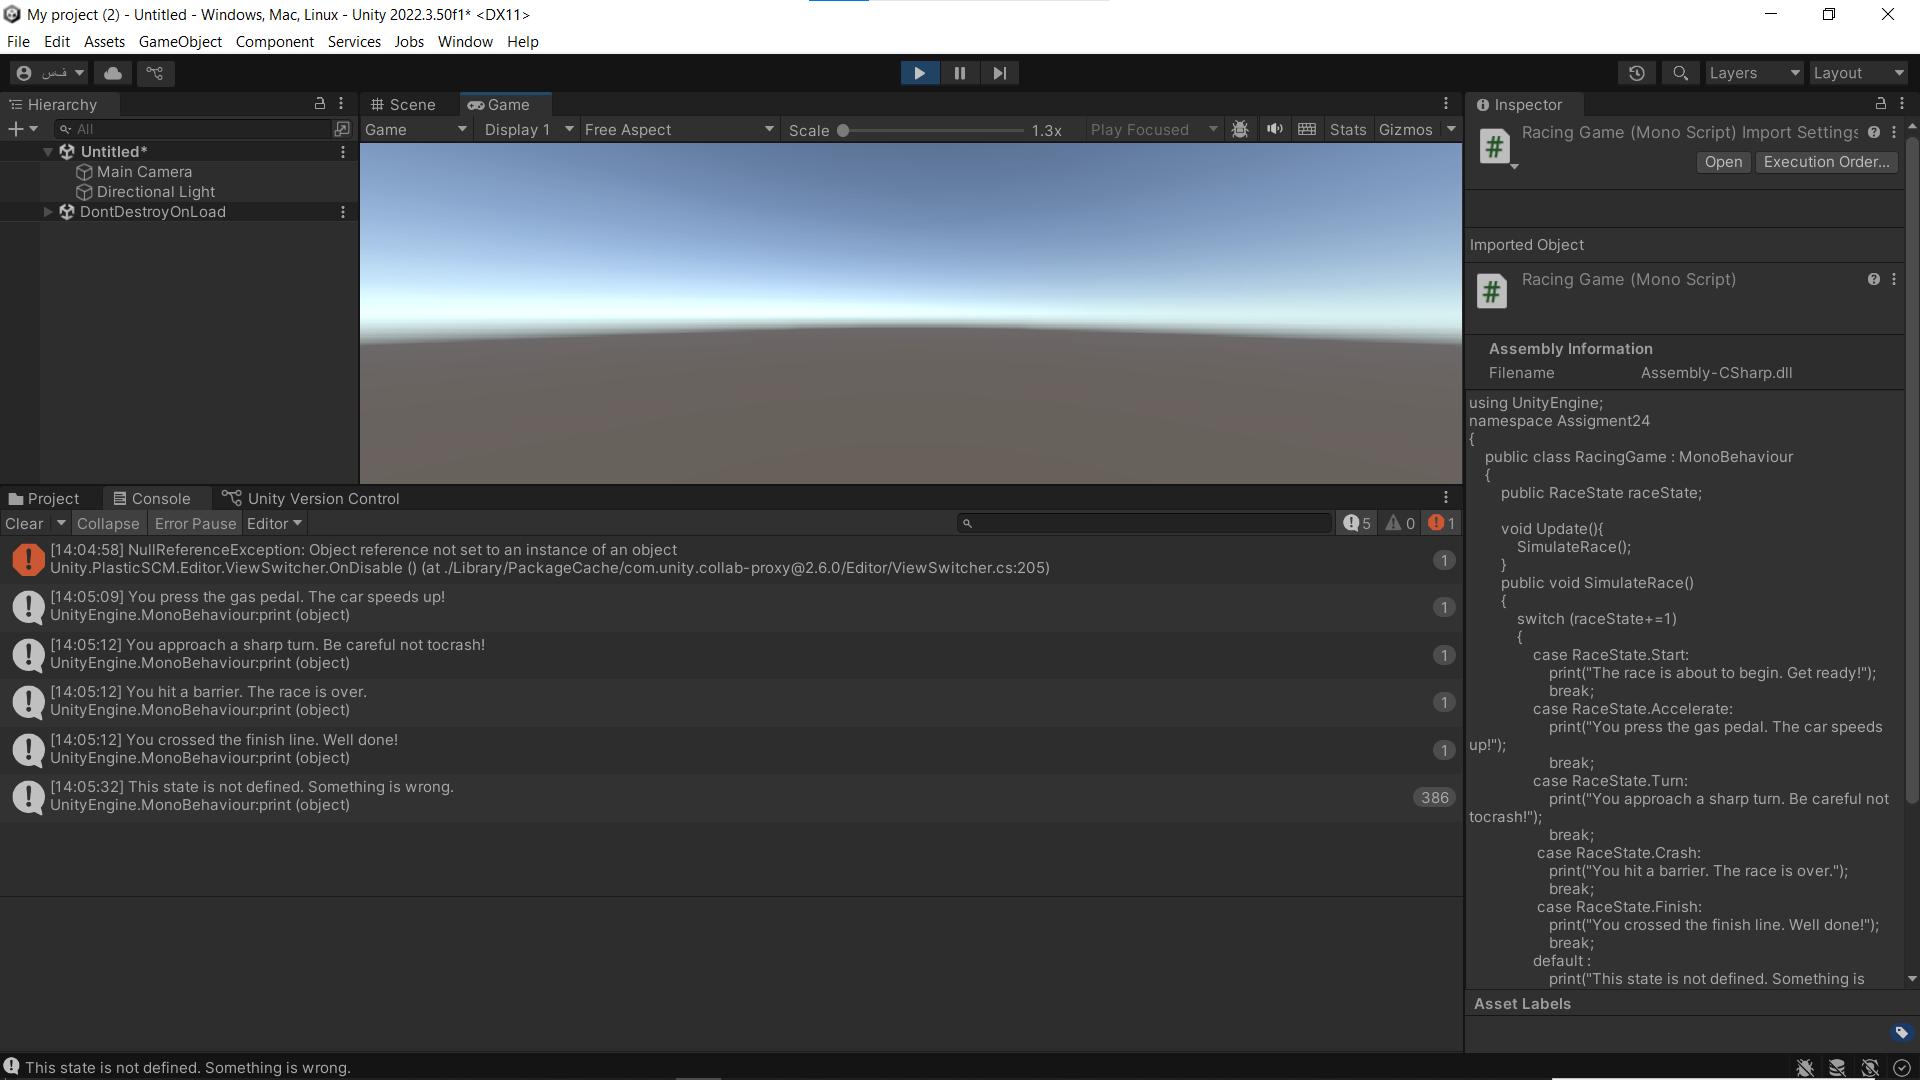 My project (2) - Untitled - Windows, Mac, Linux - Unity 2022.3.50f1* <DX11>
File Edit Assets GameObject Component Services Jobs Window Help
Layers Layout
Hierarchy
All
Untitled*
Main Camera
Directional Light
DontDestroyOnLoad
Scene Game
Game Display 1 Free Aspect Scale 1.3x Play Focused Stats Gizmos
Project Console Unity Version Control
Clear Collapse Error Pause Editor 5 0 1
[14:04:58] NullReferenceException: Object reference not set to an instance of an object
Unity.PlasticSCM.Editor.ViewSwitcher.OnDisable () (at ./Library/PackageCache/com.unity.collab-proxy@2.6.0/Editor/ViewSwitcher.cs:205)
1
[14:05:09] You press the gas pedal. The car speeds up!
UnityEngine.MonoBehaviour:print (object)
1
[14:05:12] You approach a sharp turn. Be careful not tocrash!
UnityEngine.MonoBehaviour:print (object)
1
[14:05:12] You hit a barrier. The race is over.
UnityEngine.MonoBehaviour:print (object)
1
[14:05:12] You crossed the finish line. Well done!
UnityEngine.MonoBehaviour:print (object)
1
[14:05:32] This state is not defined. Something is wrong.
UnityEngine.MonoBehaviour:print (object)
386
Inspector
Racing Game (Mono Script) Import Settings
Open Execution Order...
Imported Object
Racing Game (Mono Script)
Assembly Information
Filename Assembly-CSharp.dll
using UnityEngine;
namespace Assigment24
{
public class RacingGame : MonoBehaviour
{
public RaceState raceState;
void Update(){
SimulateRace();
}
public void SimulateRace()
{
switch (raceState+=1)
{
case RaceState.Start:
print("The race is about to begin. Get ready!");
break;
case RaceState.Accelerate:
print("You press the gas pedal. The car speeds
up!");
break;
case RaceState.Turn:
print("You approach a sharp turn. Be careful not
tocrash!");
break;
case RaceState.Crash:
print("You hit a barrier. The race is over.");
break;
case RaceState.Finish:
print("You crossed the finish line. Well done!");
break;
default :
print("This state is not defined. Something is
Asset Labels
This state is not defined. Something is wrong.